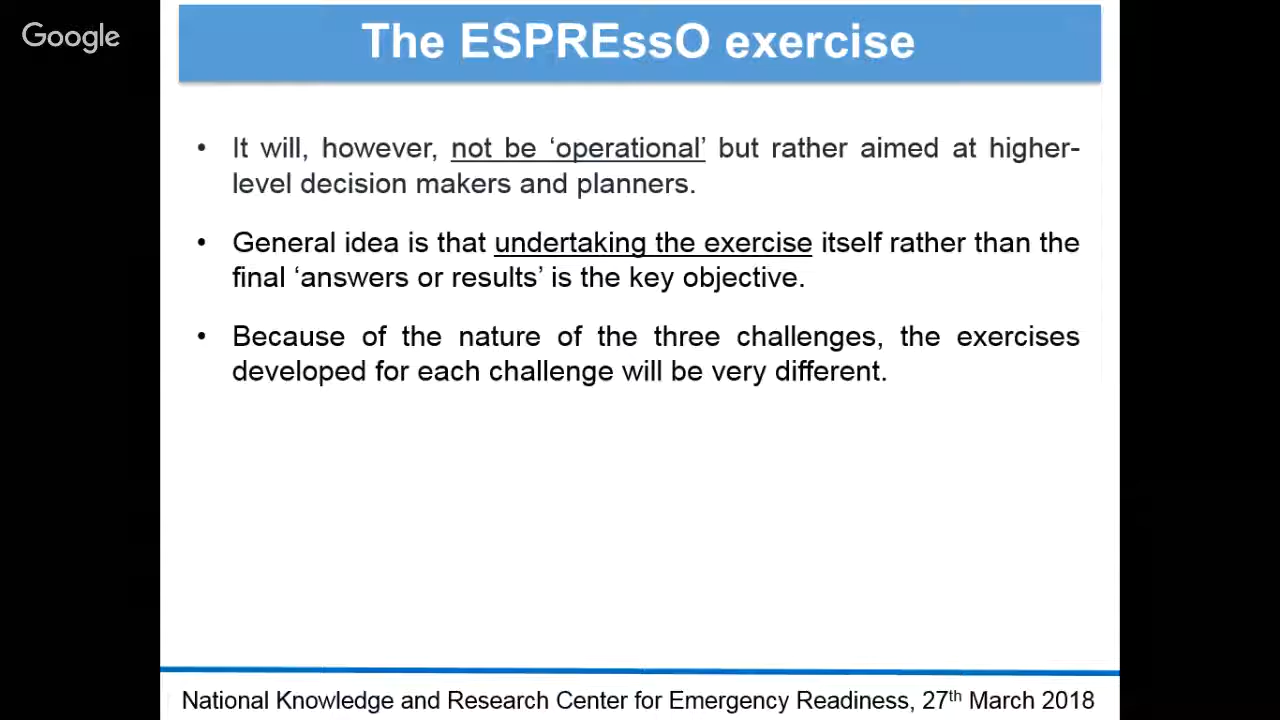 Google
The ESPREssO exercise
• It will, however, not be ‘operational’ but rather aimed at higher-
level decision makers and planners.
• General idea is that undertaking the exercise itself rather than the
final ‘answers or results’ is the key objective.
• Because of the nature of the three challenges, the exercises
developed for each challenge will be very different.
National Knowledge and Research Center for Emergency Readiness, 27th March 2018